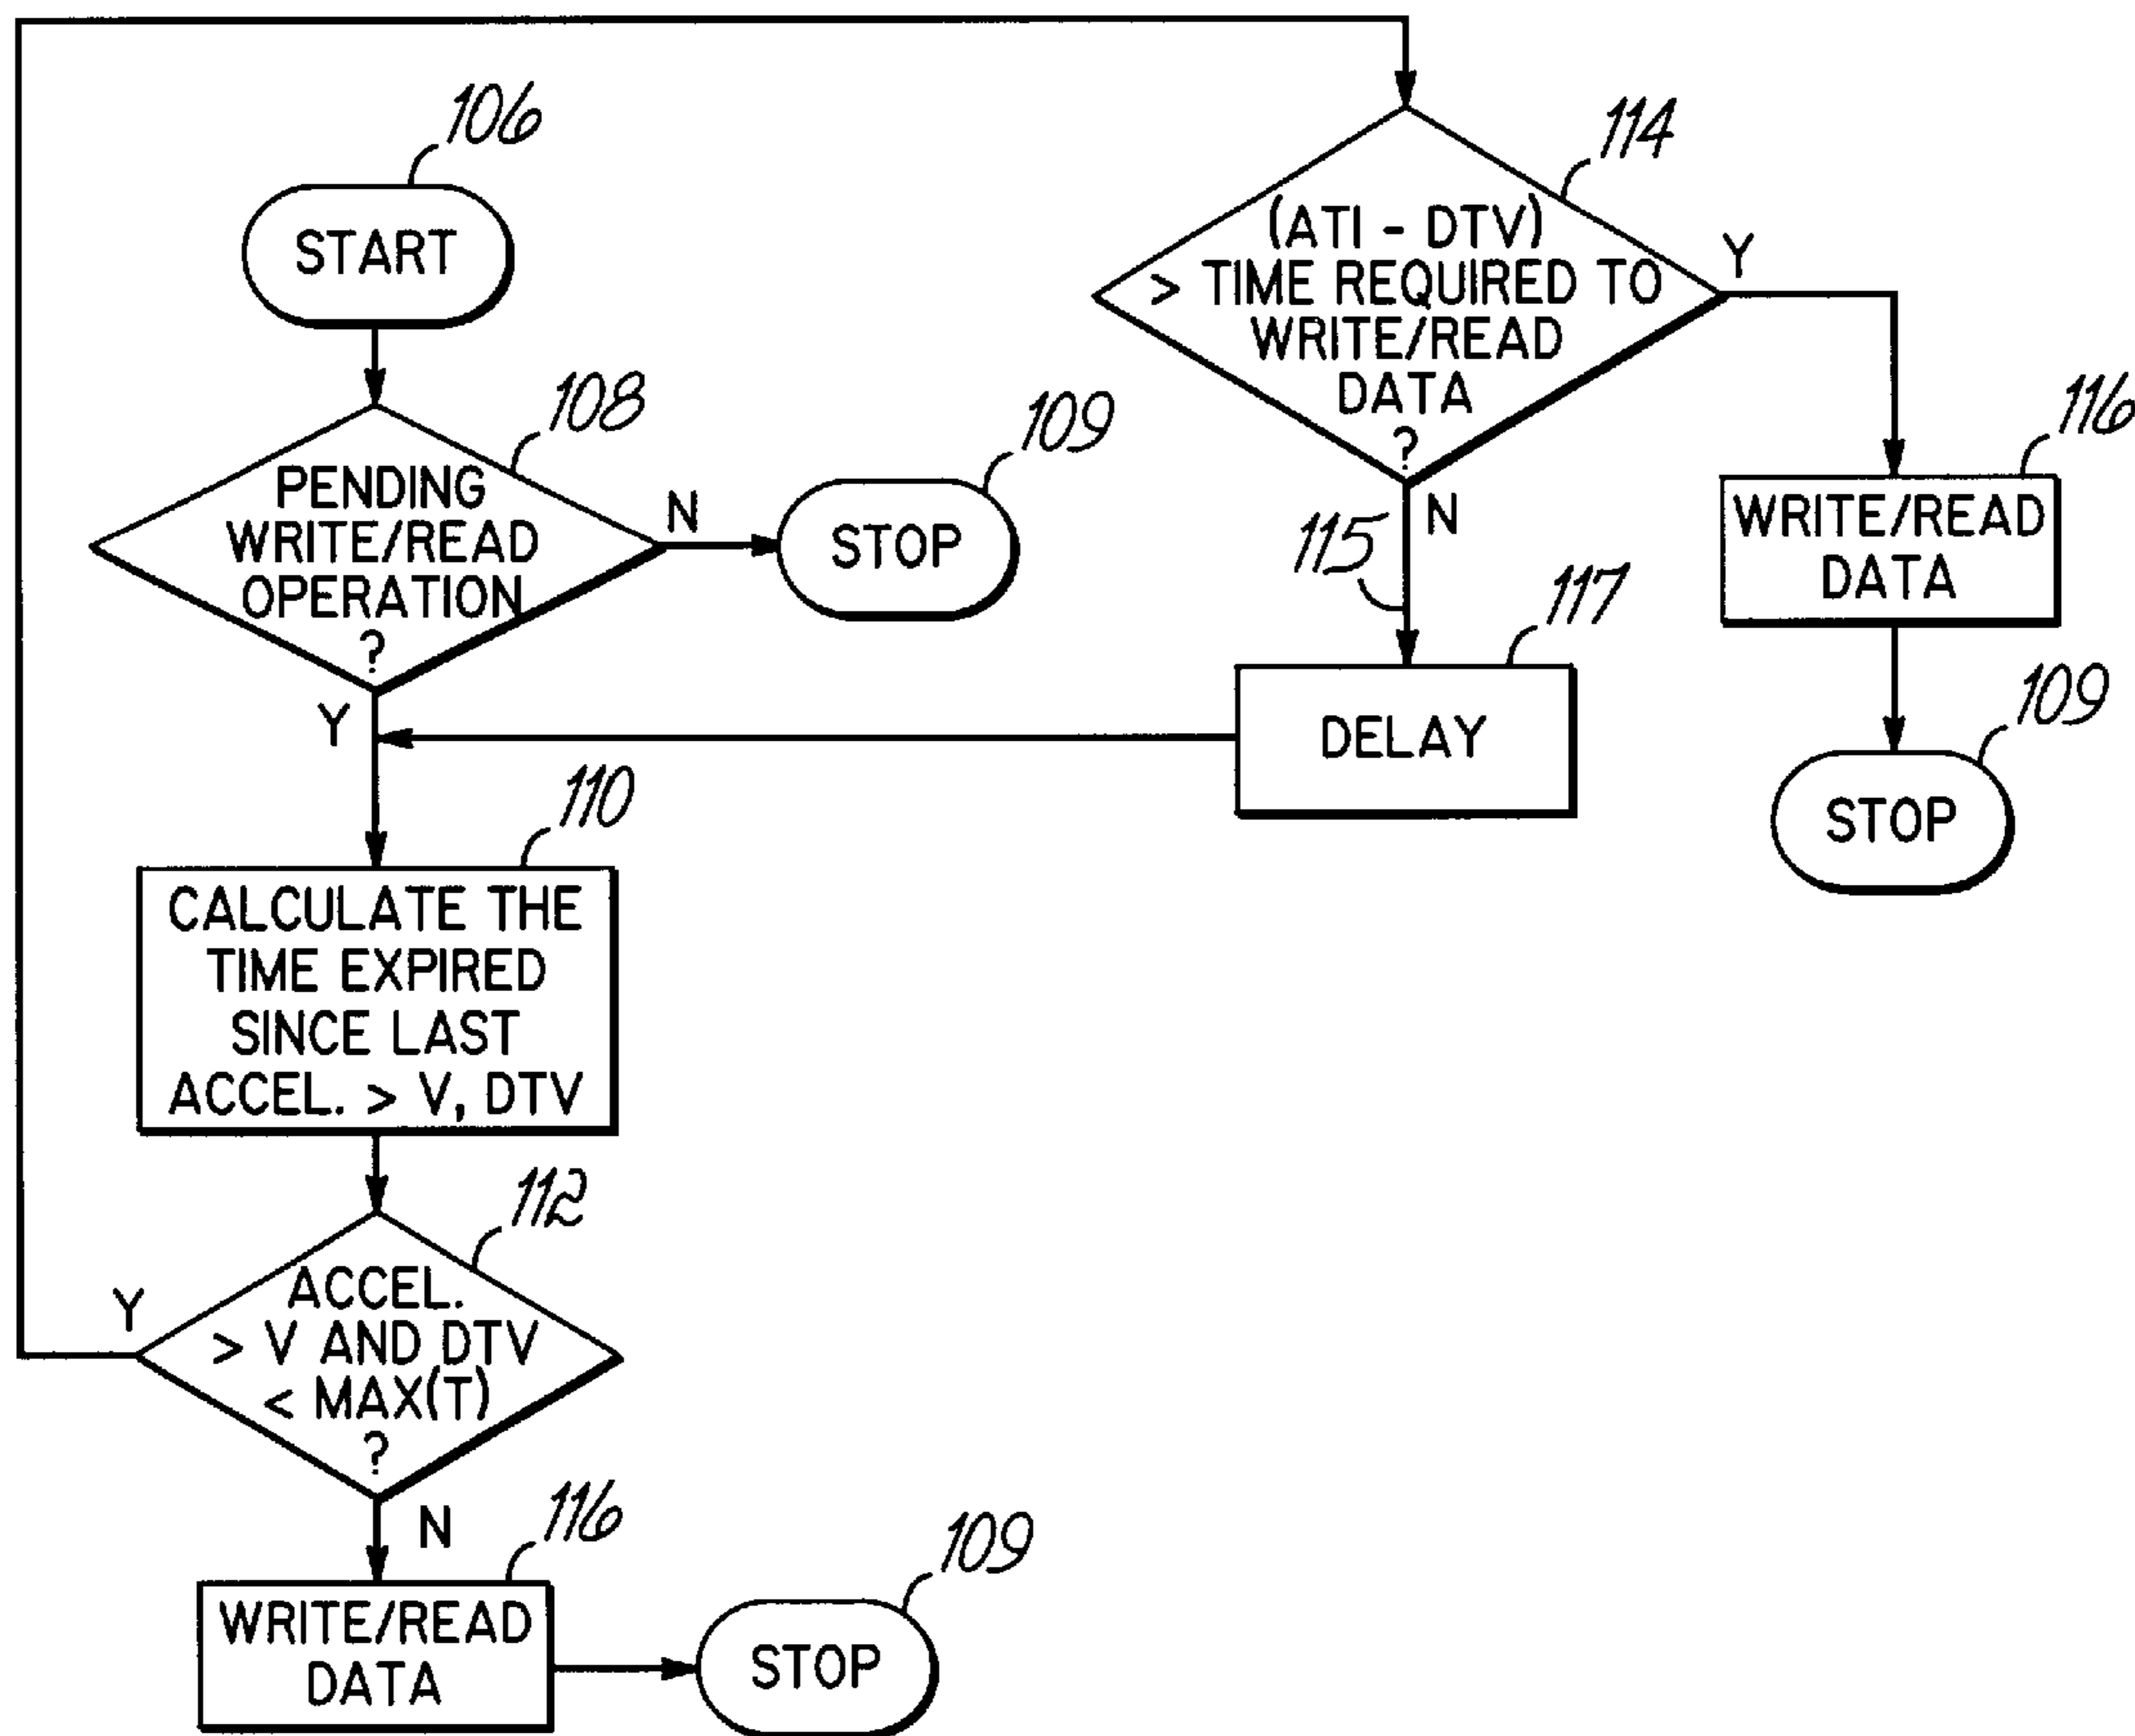 106
START
108
PENDING
WRITE/READ
OPERATION
?
N
109
STOP
Y
110
CALCULATE THE
TIME EXPIRED
SINCE LAST
ACCEL. > V, DTV
112
ACCEL.
> V AND DTV
< MAX(T)
?
Y
N
116
WRITE/READ
DATA
109
STOP
114
(ATI - DTV)
> TIME REQUIRED TO
WRITE/READ
DATA
?
Y
N
115
117
DELAY
116
WRITE/READ
DATA
109
STOP